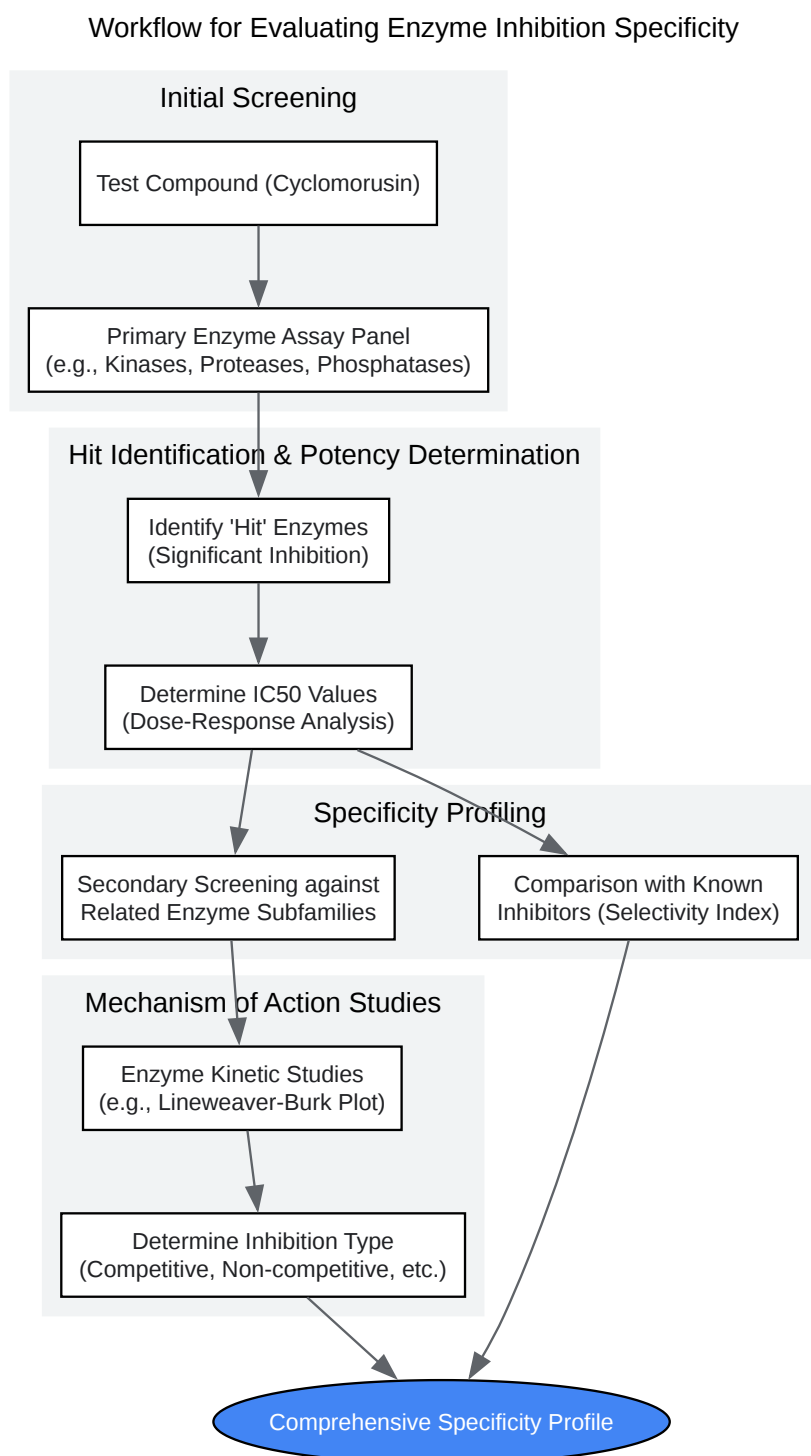 Workflow for Evaluating Enzyme Inhibition Specificity
Initial Screening
Test Compound (Cyclomorusin)
Primary Enzyme Assay Panel
(e.g., Kinases, Proteases, Phosphatases)
Hit Identification & Potency Determination
Identify 'Hit' Enzymes
(Significant Inhibition)
Determine IC50 Values
(Dose-Response Analysis)
Specificity Profiling
Secondary Screening against
Related Enzyme Subfamilies
Comparison with Known
Inhibitors (Selectivity Index)
Mechanism of Action Studies
Enzyme Kinetic Studies
(e.g., Lineweaver-Burk Plot)
Determine Inhibition Type
(Competitive, Non-competitive, etc.)
Comprehensive Specificity Profile